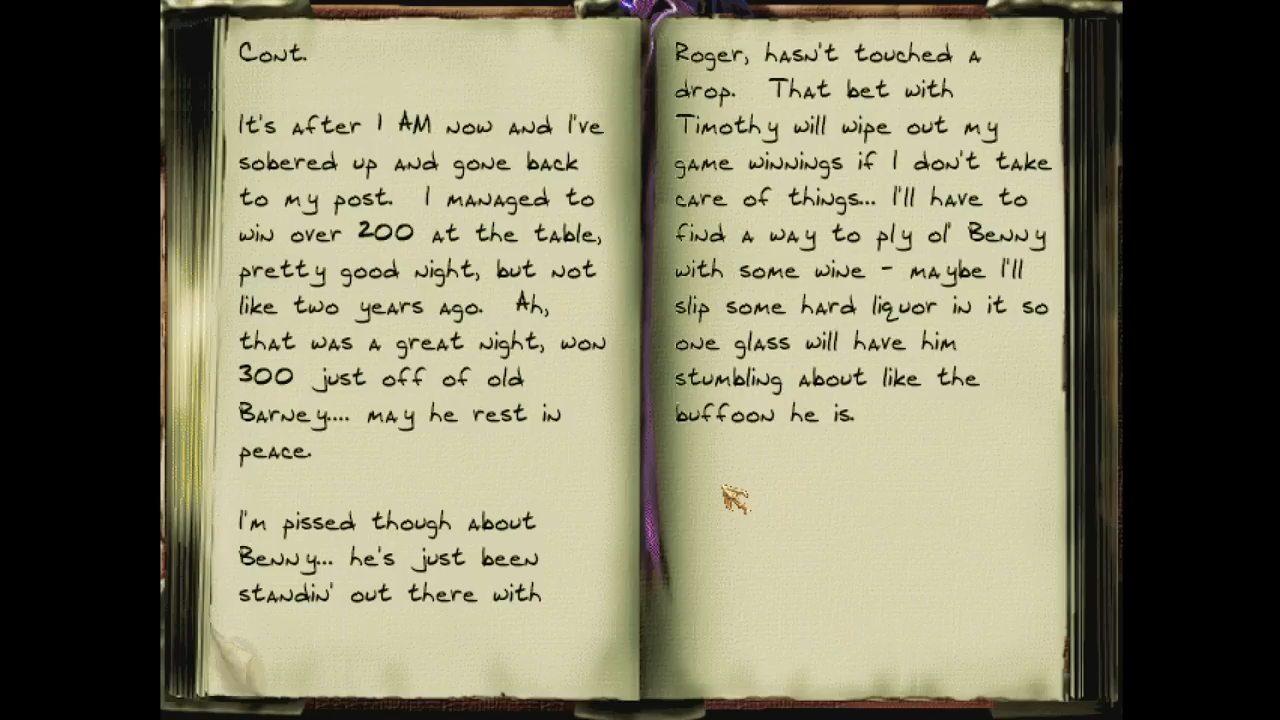 Cont.
It's after 1 AM now and I've
sobered up and gone back
to my post.  I managed to
win over 200 at the table,
pretty good night, but not
like two years ago.  Ah,
that was a great night, won
300 just off of old
Barney.... may he rest in
peace.
I'm pissed though about
Benny... he's just been
standin' out there with
Roger, hasn't touched a
drop.  That bet with
Timothy will wipe out my
game winnings if I don't take
care of things... I'll have to
find a way to ply ol' Benny
with some wine - maybe I'll
slip some hard liquor in it so
one glass will have him
stumbling about like the
buffoon he is.